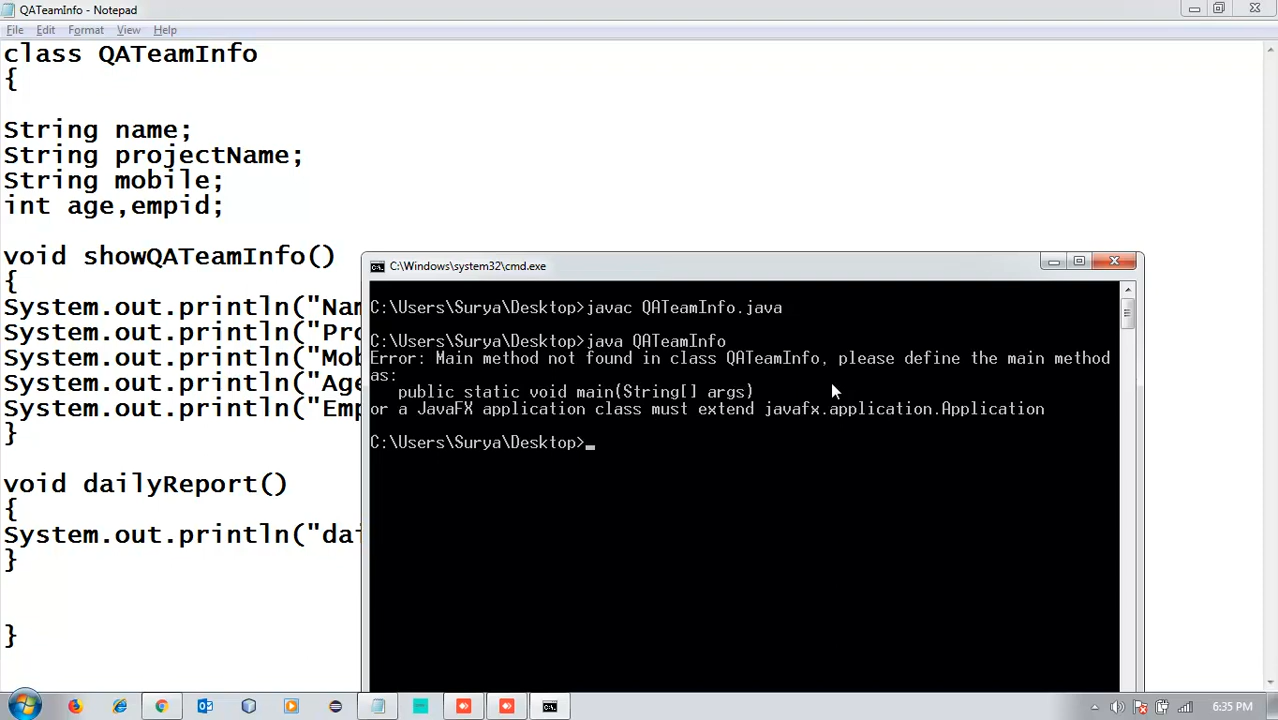 QATeamInfo - Notepad
File Edit Format View Help
class QATeamInfo
{
String name;
String projectName;
String mobile;
int age,empid;
void showQATeamInfo()
{
System.out.println("Na
System.out.println("Pro
System.out.println("Mob
System.out.println("Age
System.out.println("Emp
}
void dailyReport()
{
System.out.println("dai
}
}
C:\Windows\system32\cmd.exe
C:\Users\Surya\Desktop>javac QATeamInfo.java
C:\Users\Surya\Desktop>java QATeamInfo
Error: Main method not found in class QATeamInfo, please define the main method
as:
public static void main(String[] args)
or a JavaFX application class must extend javafx.application.Application
C:\Users\Surya\Desktop>_
6:35 PM